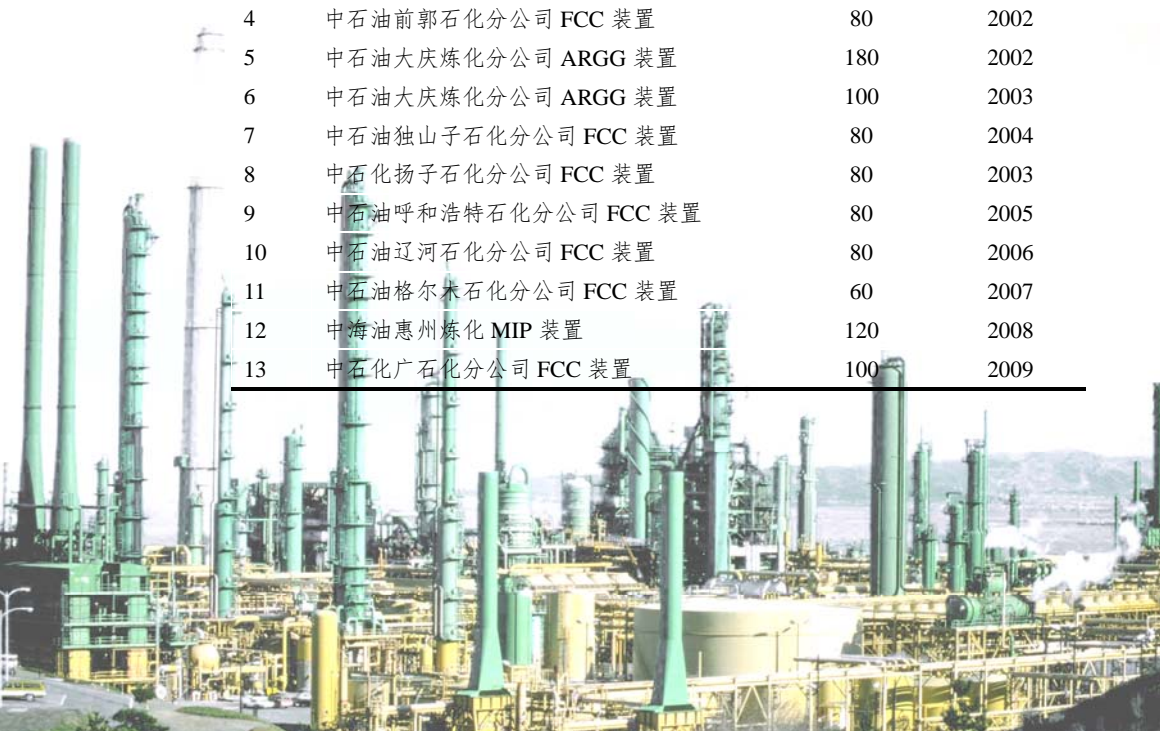 4 中石油前郭石化分公司 FCC 装置 80 2002
5 中石油大庆炼化分公司 ARGG 装置 180 2002
6 中石油大庆炼化分公司 ARGG 装置 100 2003
7 中石油独山子石化分公司 FCC 装置 80 2004
8 中石化扬子石化分公司 FCC 装置 80 2003
9 中石油呼和浩特石化分公司 FCC 装置 80 2005
10 中石油辽河石化分公司 FCC 装置 80 2006
11 中石油格尔木石化分公司 FCC 装置 60 2007
12 中海油惠州炼化 MIP 装置 120 2008
13 中石化广石化分公司 FCC 装置 100 2009